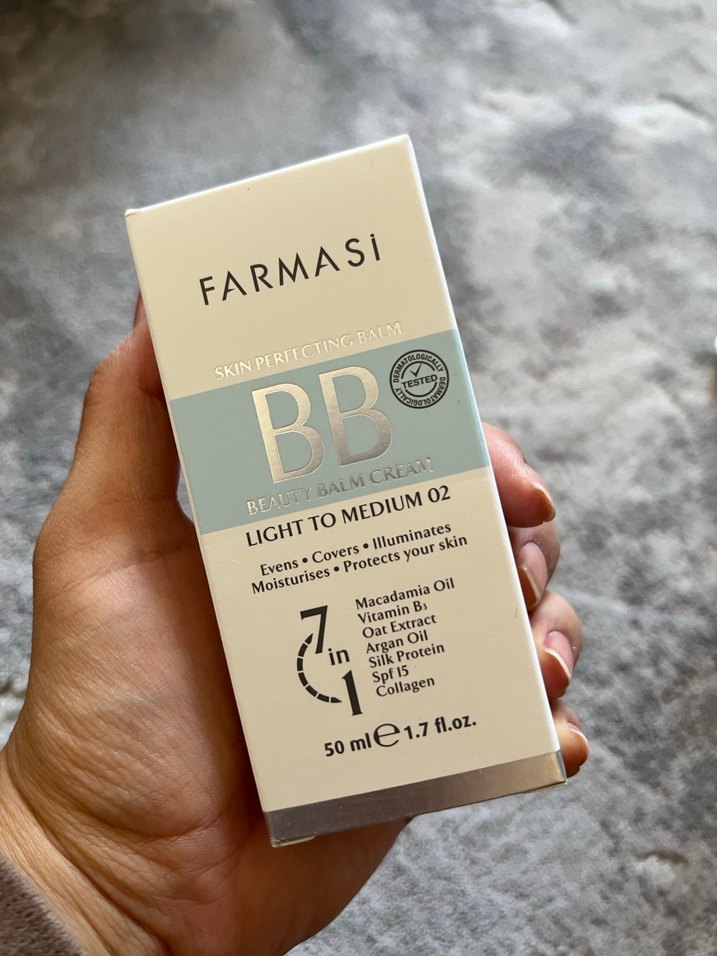 FARMASi
SKIN PERFECTING BALM
DERMATOLOGICALLY
TESTED
DERMATOLOGICALLY
BB
BEAUTY BALM CREAM
LIGHT TO MEDIUM 02
Evens • Covers • Illuminates
Moisturises • Protects your skin
7 in 1
Macadamia Oil
Vitamin B₃
Oat Extract
Argan Oil
Silk Protein
Spf 15
Collagen
50 ml ℮ 1.7 fl.oz.